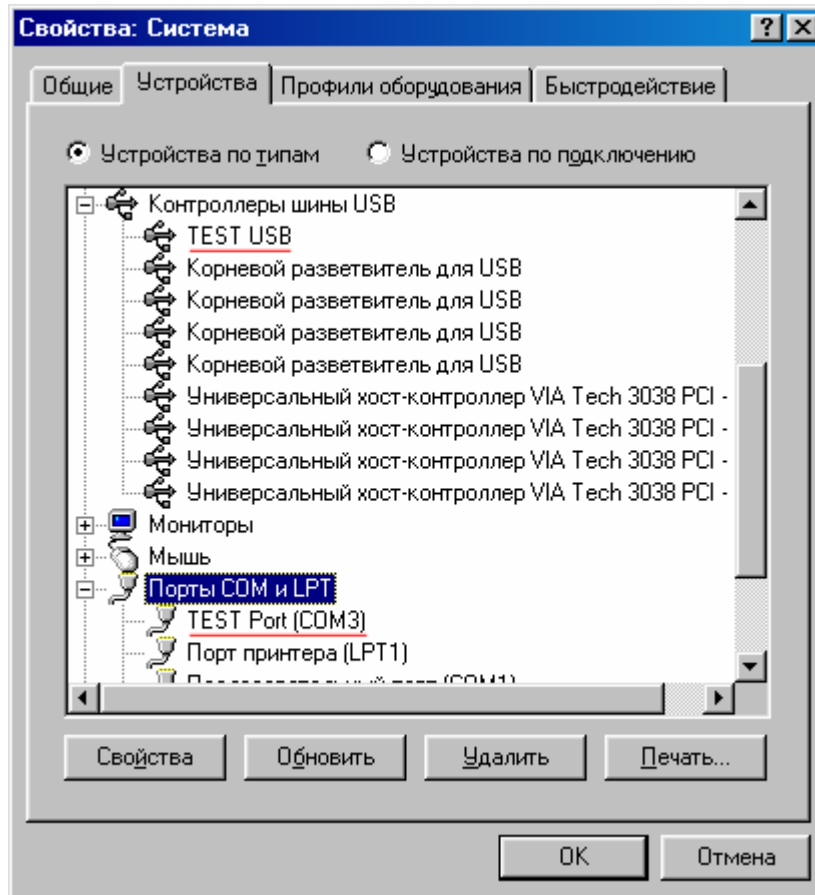 Свойства: Система
Общие
Устройства
Профили оборудования
Быстродействие
Устройства по типам
Устройства по подключению
Контроллеры шины USB
TEST USB
Корневой разветвитель для USB
Корневой разветвитель для USB
Корневой разветвитель для USB
Корневой разветвитель для USB
Универсальный хост-контроллер VIA Tech 3038 PCI -
Универсальный хост-контроллер VIA Tech 3038 PCI -
Универсальный хост-контроллер VIA Tech 3038 PCI -
Универсальный хост-контроллер VIA Tech 3038 PCI -
Мониторы
Мышь
Порты COM и LPT
TEST Port (COM3)
Порт принтера (LPT1)
Последовательный порт (COM1)
Свойства
Обновить
Удалить
Печать...
OK
Отмена